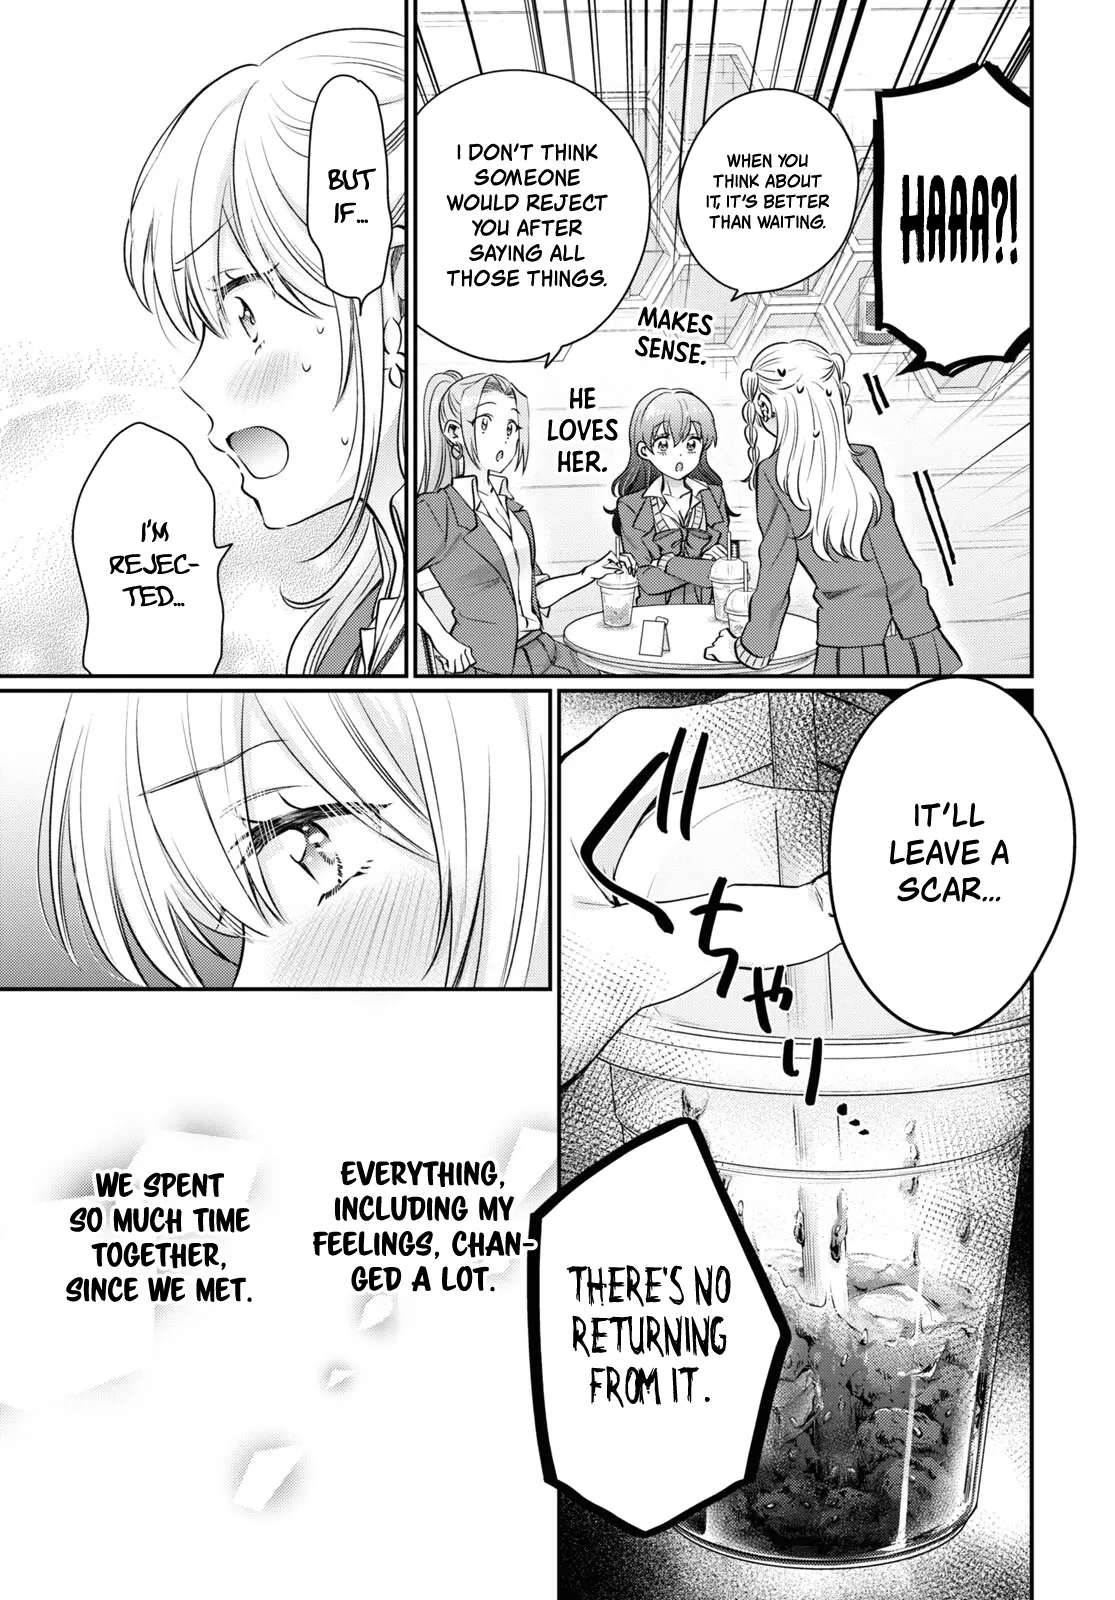 HAAA?!
WHEN YOU
THINK ABOUT
IT, IT'S BETTER
THAN WAITING.
I DON'T THINK
SOMEONE
WOULD REJECT
YOU AFTER
SAYING ALL
THOSE THINGS.
MAKES
SENSE.
HE
LOVES
HER.
BUT
IF...
I'M
REJEC-
TED...
IT'LL
LEAVE A
SCAR...
くちゃり…
THERE'S NO
RETURNING
FROM IT.
EVERYTHING,
INCLUDING MY
FEELINGS, CHAN-
GED A LOT.
WE SPENT
SO MUCH TIME
TOGETHER,
SINCE WE MET.